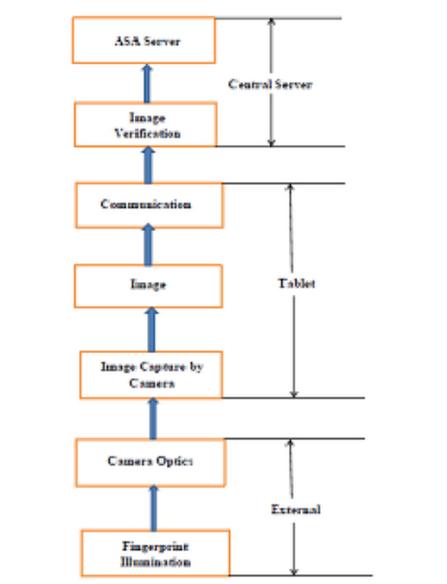 ASA Server
Central Server
Image
Verification
Communication
Image
Tablet
Image Capture by
Camera
Camera Optics
External
Fingerprint
Illumination